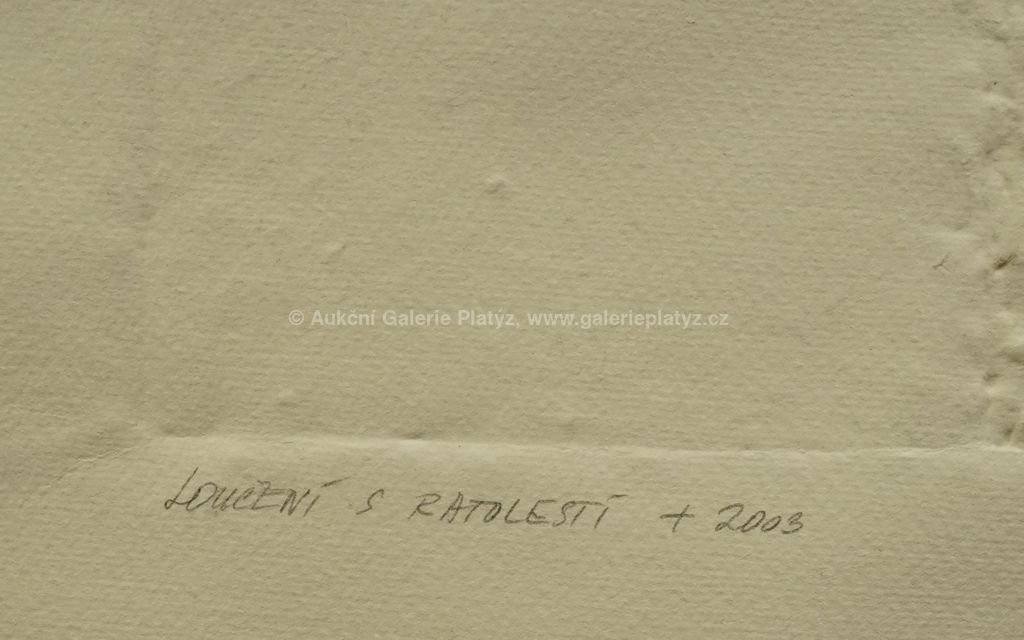 © Aukční Galerie Platýz, www.galerieplatyz.cz
LOUČENÍ S RATOLESTÍ + 2003